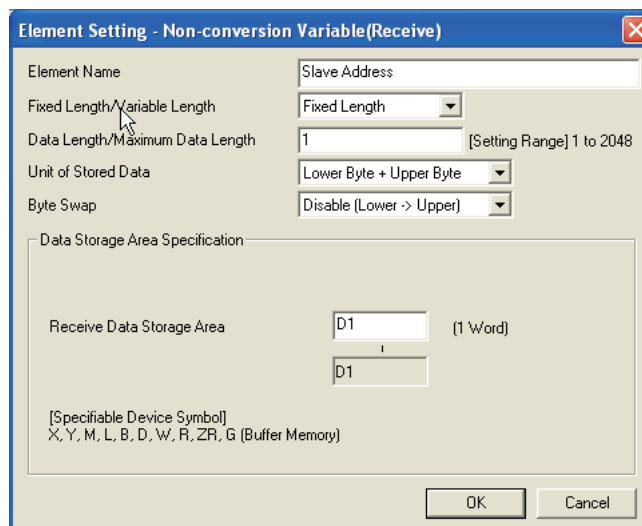 Element Setting - Non-conversion Variable(Receive)
Element Name Slave Address
Fixed Length/Variable Length Fixed Length
Data Length/Maximum Data Length 1 [Setting Range] 1 to 2048
Unit of Stored Data Lower Byte + Upper Byte
Byte Swap Disable (Lower -> Upper)
Data Storage Area Specification
Receive Data Storage Area D1 (1 Word)
D1
[Specifiable Device Symbol]
X, Y, M, L, B, D, W, R, ZR, G (Buffer Memory)
OK Cancel